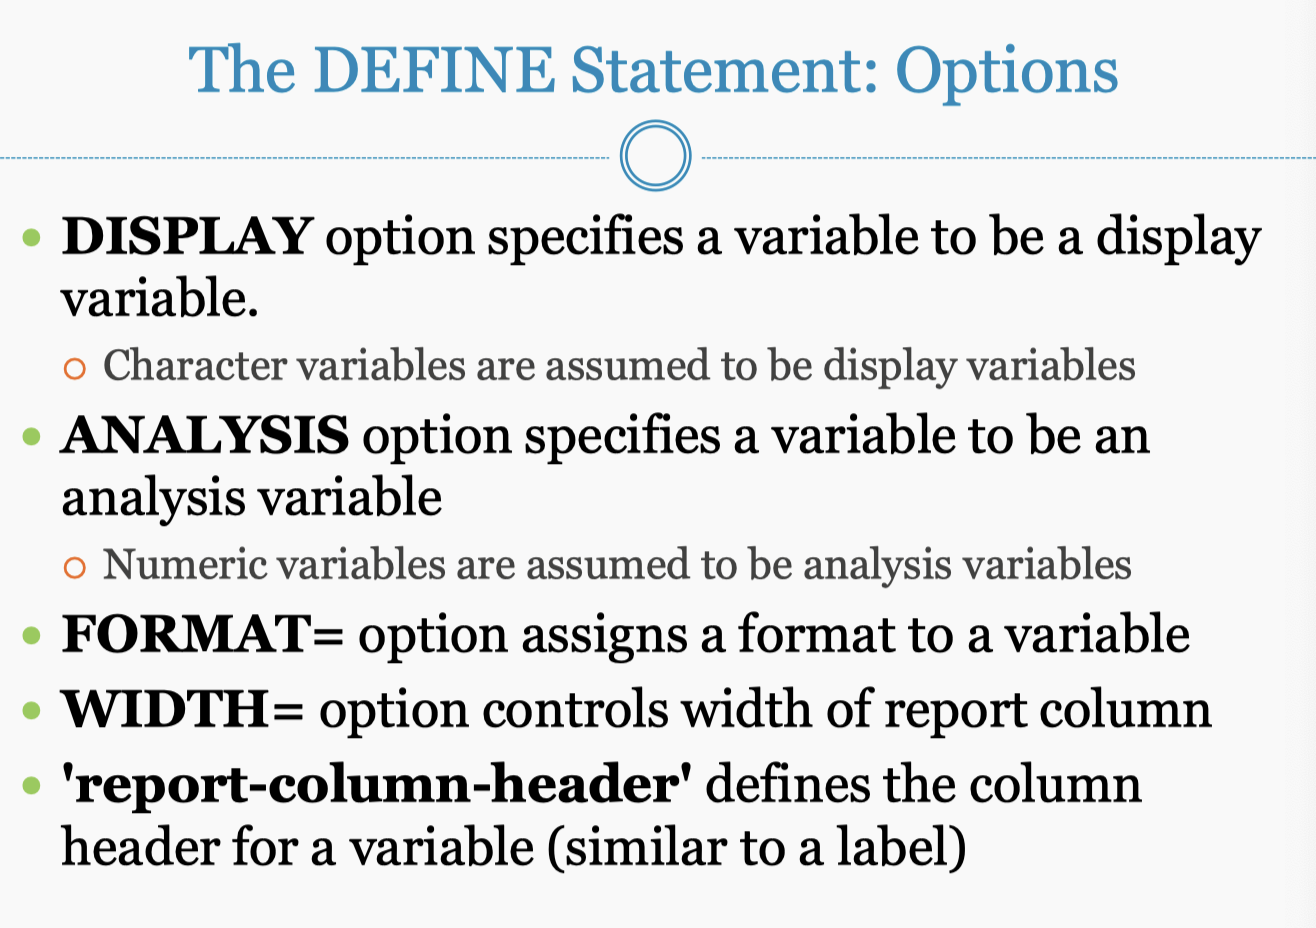 The DEFINE Statement: Options
DISPLAY option specifies a variable to be a display
variable.
Character variables are assumed to be display variables
ANALYSIS option specifies a variable to be an
analysis variable
Numeric variables are assumed to be analysis variables
FORMAT= option assigns a format to a variable
WIDTH= option controls width of report column
'report-column-header' defines the column
header for a variable (similar to a label)